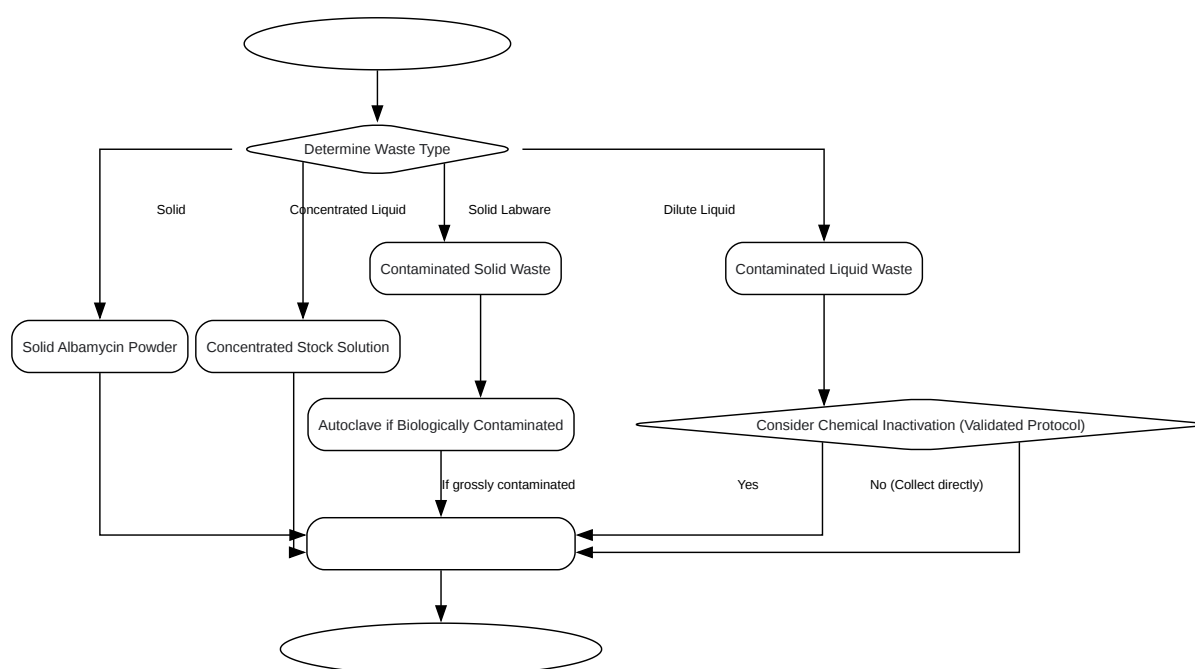 Determine Waste Type
Solid
Concentrated Liquid
Solid Labware
Dilute Liquid
Contaminated Solid Waste
Contaminated Liquid Waste
Solid Albamycin Powder
Concentrated Stock Solution
Autoclave if Biologically Contaminated
Consider Chemical Inactivation (Validated Protocol)
If grossly contaminated
Yes
No (Collect directly)